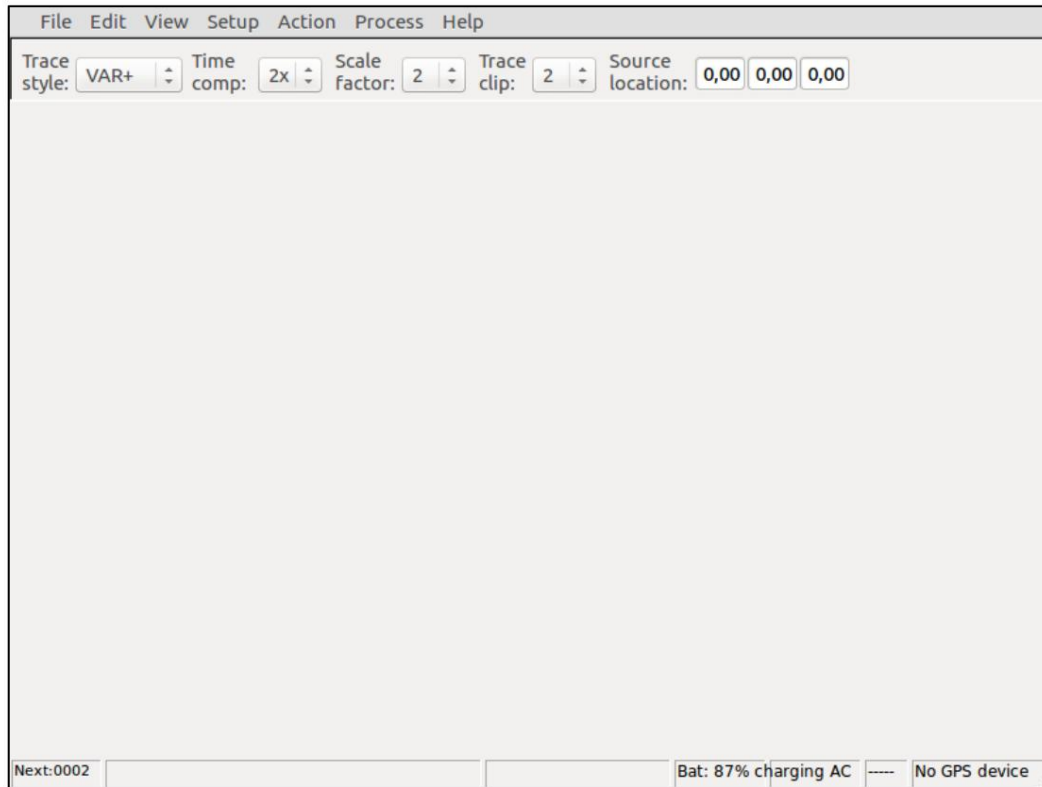 File Edit View Setup Action Process Help
Trace style: VAR+ Time comp: 2x Scale factor: 2 Trace clip: 2 Source location: 0,00 0,00 0,00
Next:0002 Bat: 87% charging AC ----- No GPS device